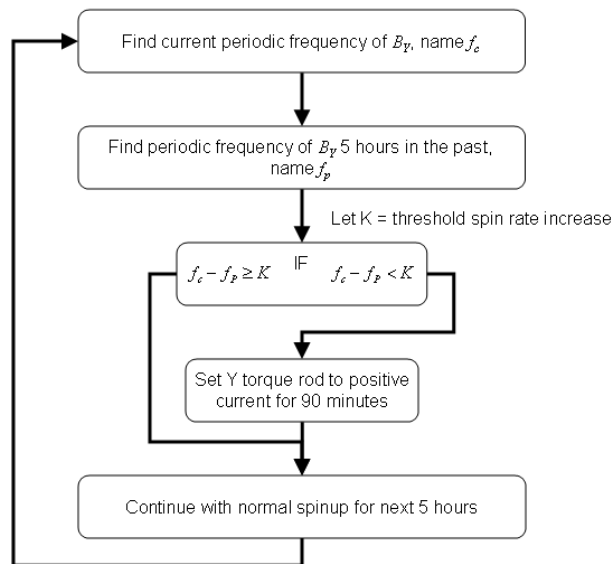 Find current periodic frequency of B_Y, name f_c
Find periodic frequency of B_Y 5 hours in the past,
name f_p
Let K = threshold spin rate increase
IF
f_c − f_P ≥ K
f_c − f_P < K
Set Y torque rod to positive
current for 90 minutes
Continue with normal spinup for next 5 hours